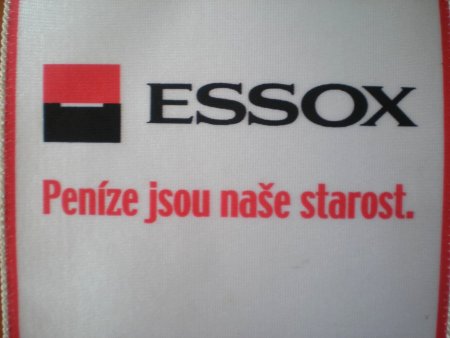 ESSOX
Peníze jsou naše starost.